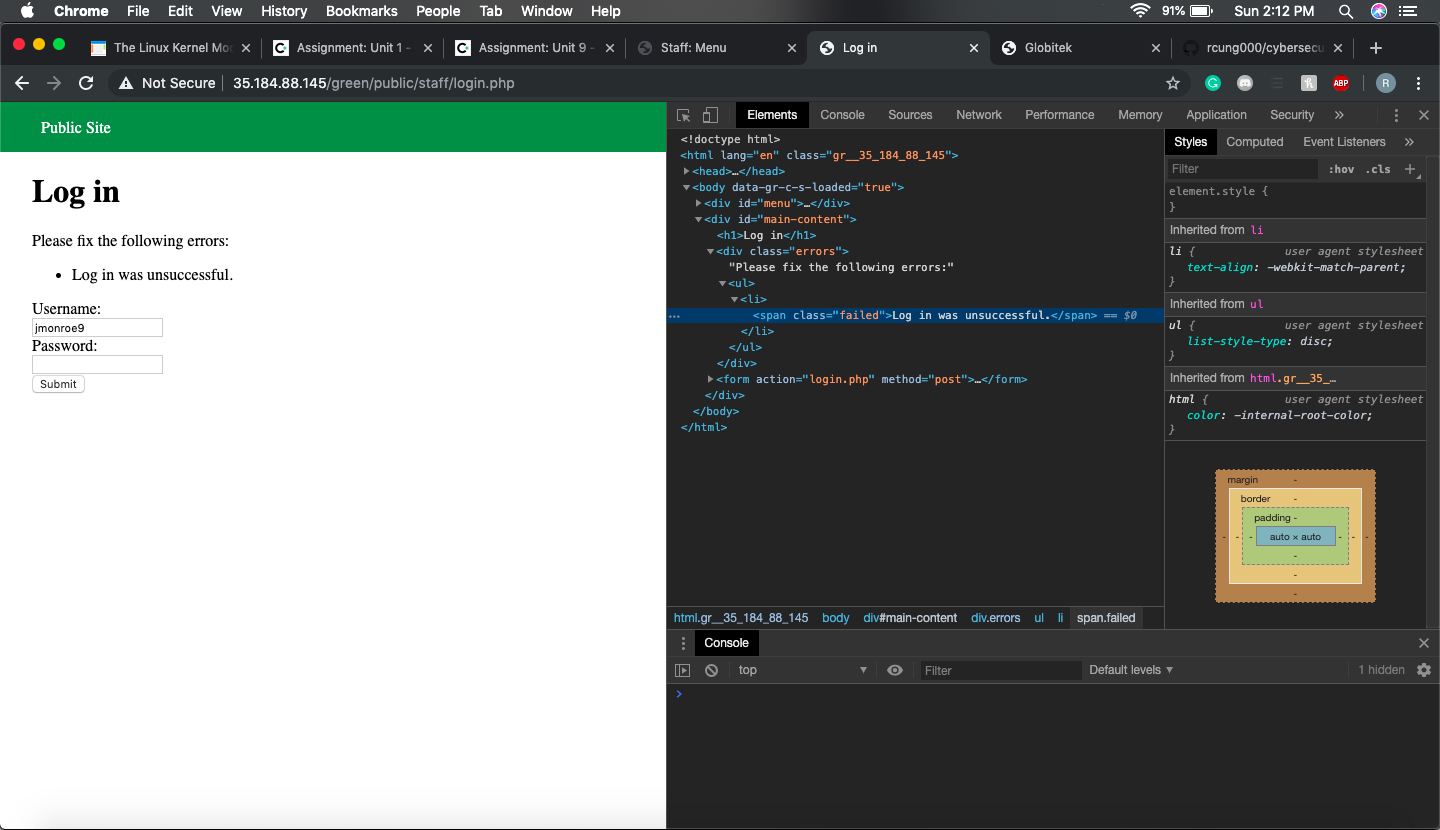 Chrome File Edit View History Bookmarks People Tab Window Help 91% Sun 2:12 PM
The Linux Kernel Mod Assignment: Unit 1 - Assignment: Unit 9 - Staff: Menu Log in Globitek rcung000/cybersecu
Not Secure 35.184.88.145/green/public/staff/login.php ABP R
Public Site
Log in
Please fix the following errors:
• Log in was unsuccessful.
Username:
jmonroe9
Password:
Submit
Elements Console Sources Network Performance Memory Application Security »
<!doctype html>
<html lang="en" class="gr__35_184_88_145">
<head>…</head>
<body data-gr-c-s-loaded="true">
<div id="menu">…</div>
<div id="main-content">
<h1>Log in</h1>
<div class="errors">
"Please fix the following errors:"
<ul>
<li>
<span class="failed">Log in was unsuccessful.</span> == $0
</li>
</ul>
</div>
<form action="login.php" method="post">…</form>
</div>
</body>
</html>
html.gr__35_184_88_145 body div#main-content div.errors ul li span.failed
Styles Computed Event Listeners »
Filter :hov .cls +
element.style {
}
Inherited from li
li { user agent stylesheet
text-align: -webkit-match-parent;
}
Inherited from ul
ul { user agent stylesheet
list-style-type: disc;
}
Inherited from html.gr__35_…
html { user agent stylesheet
color: -internal-root-color;
}
margin -
border -
padding -
- - - auto × auto - - -
-
-
-
Console
top Filter Default levels 1 hidden